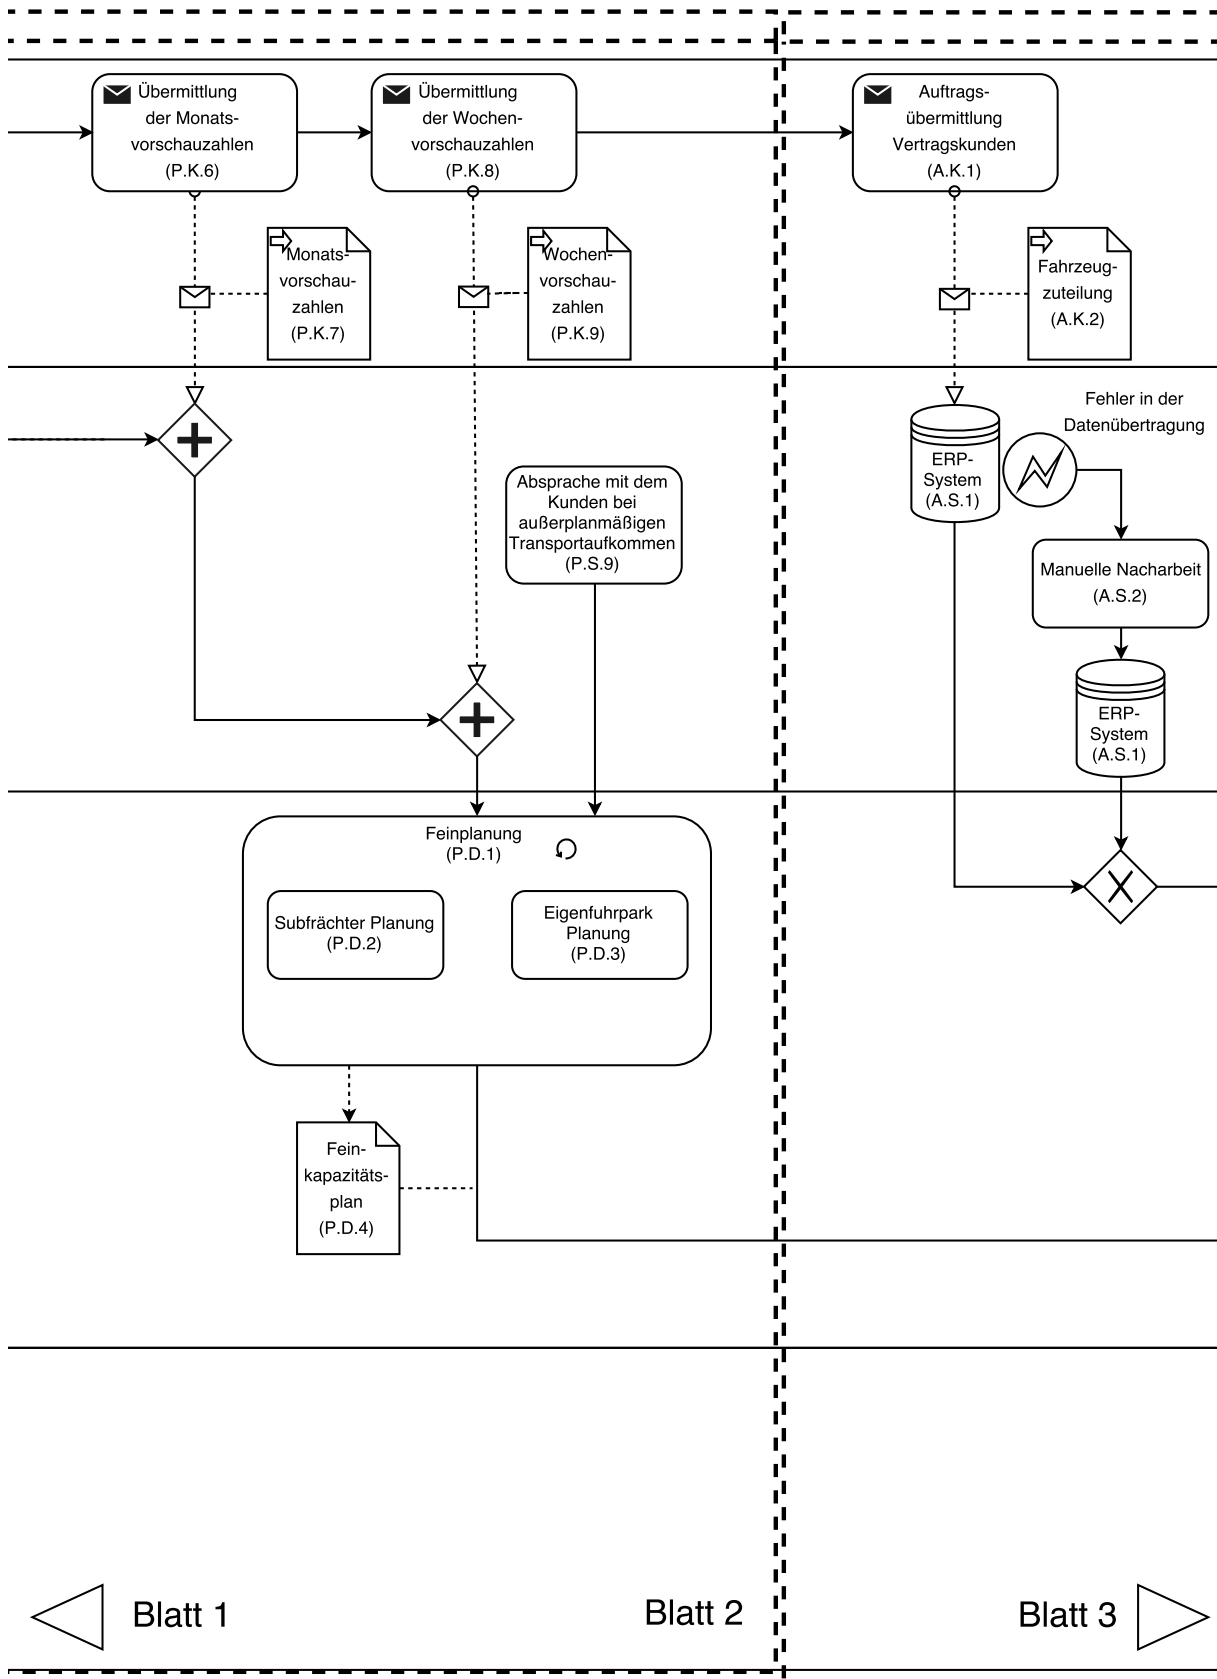 Übermittlung
der Monats-
vorschauzahlen
(P.K.6)
Übermittlung
der Wochen-
vorschauzahlen
(P.K.8)
Auftrags-
übermittlung
Vertragskunden
(A.K.1)
Monats-
vorschau-
zahlen
(P.K.7)
Wochen-
vorschau-
zahlen
(P.K.9)
Fahrzeug-
zuteilung
(A.K.2)
Fehler in der
Datenübertragung
ERP-
System
(A.S.1)
Absprache mit dem
Kunden bei
außerplanmäßigen
Transportaufkommen
(P.S.9)
Manuelle Nacharbeit
(A.S.2)
ERP-
System
(A.S.1)
Feinplanung
(P.D.1)
Subfrächter Planung
(P.D.2)
Eigenfuhrpark
Planung
(P.D.3)
Fein-
kapazitäts-
plan
(P.D.4)
Blatt 1
Blatt 2
Blatt 3